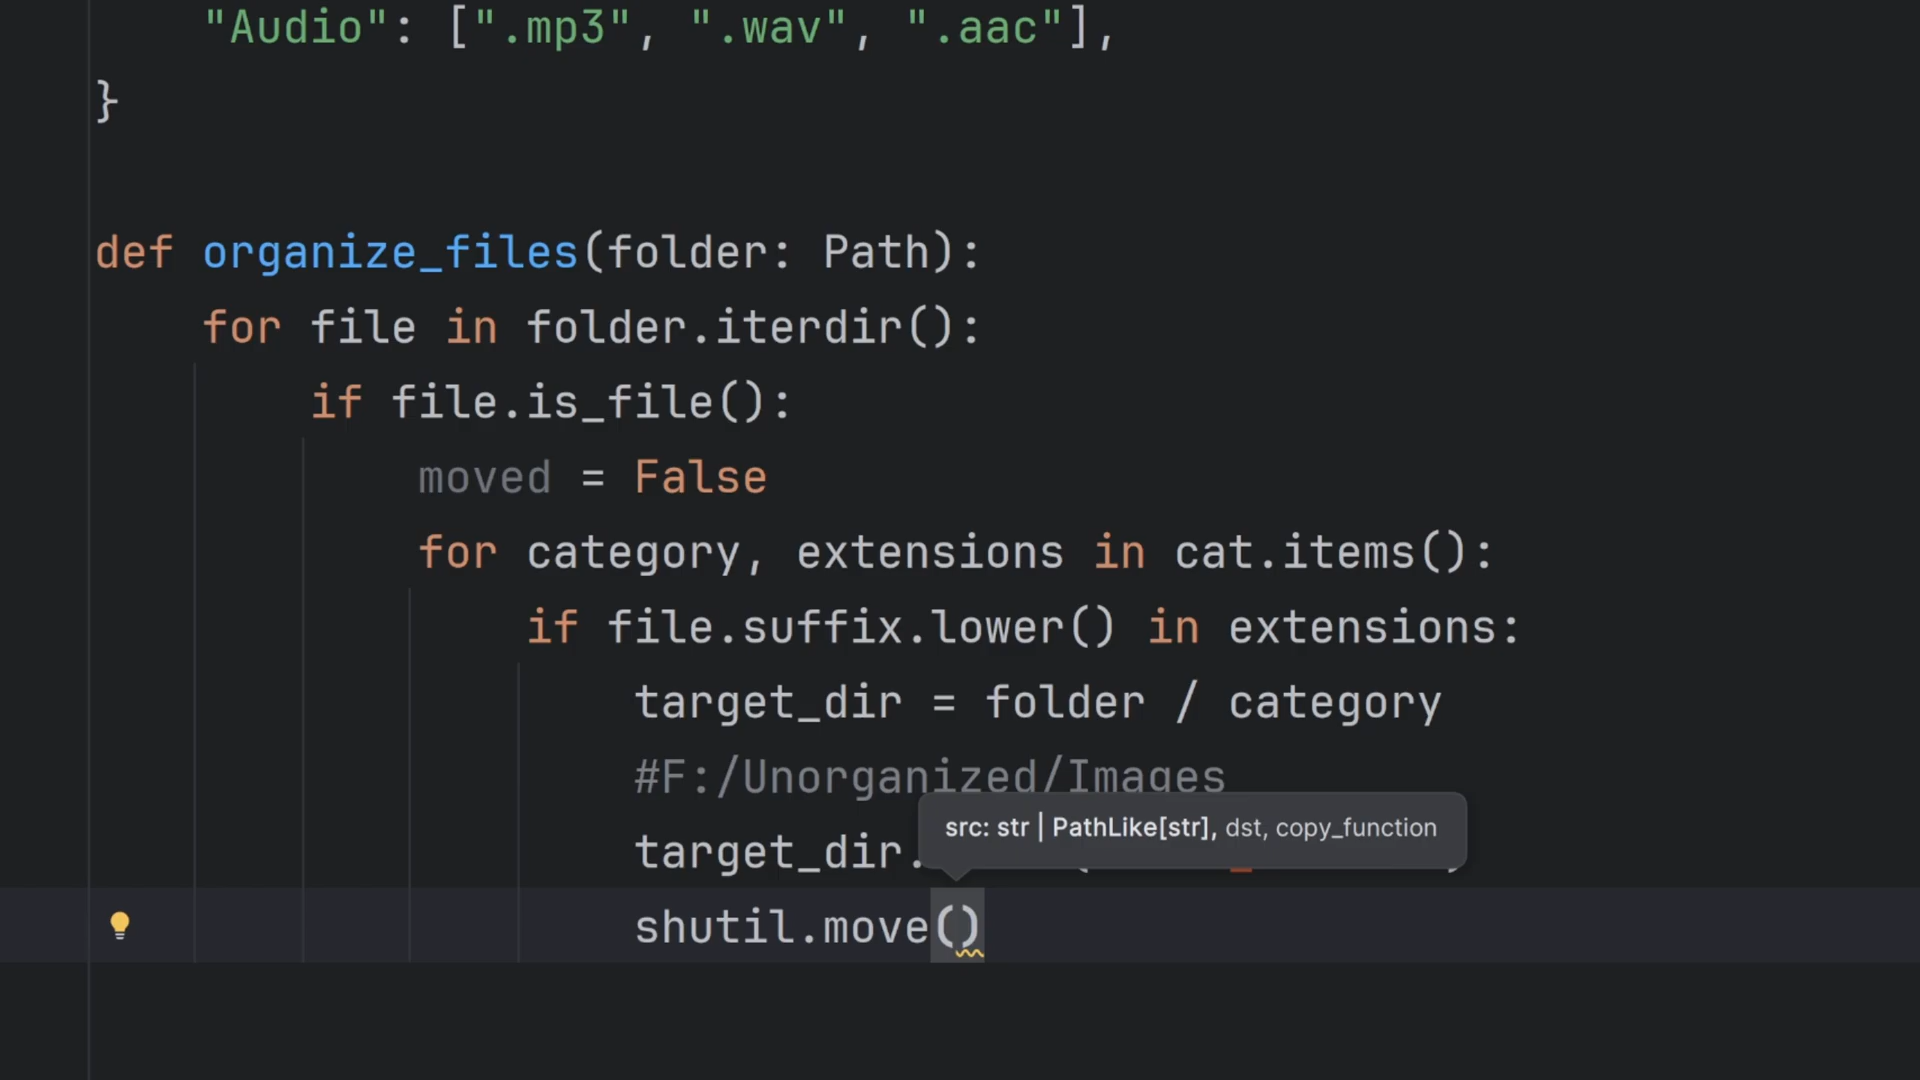 "Audio": [".mp3", ".wav", ".aac"],
}
def organize_files(folder: Path):
for file in folder.iterdir():
if file.is_file():
moved = False
for category, extensions in cat.items():
if file.suffix.lower() in extensions:
target_dir = folder / category
#F:/Unorganized/Images
src: str | PathLike[str], dst, copy_function
target_dir.
shutil.move()